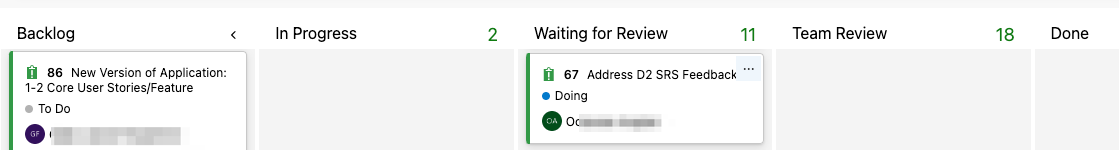 Backlog
In Progress 2
Waiting for Review 11
Team Review 18
Done
86 New Version of Application:
1-2 Core User Stories/Feature
To Do
GF
67 Address D2 SRS Feedback
...
Doing
OA